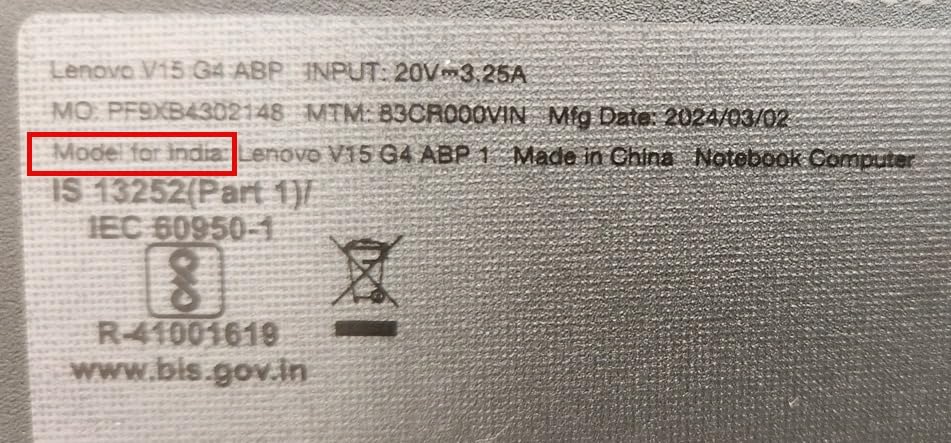 Lenovo V15 G4 ABP INPUT: 20V⎓3.25A
MO: PF9XB4302148 MTM: 83CR000VIN Mfg Date: 2024/03/02
Model for India: Lenovo V15 G4 ABP 1 Made in China Notebook Computer
IS 13252(Part 1)/
IEC 60950-1
R-41001619
www.bis.gov.in